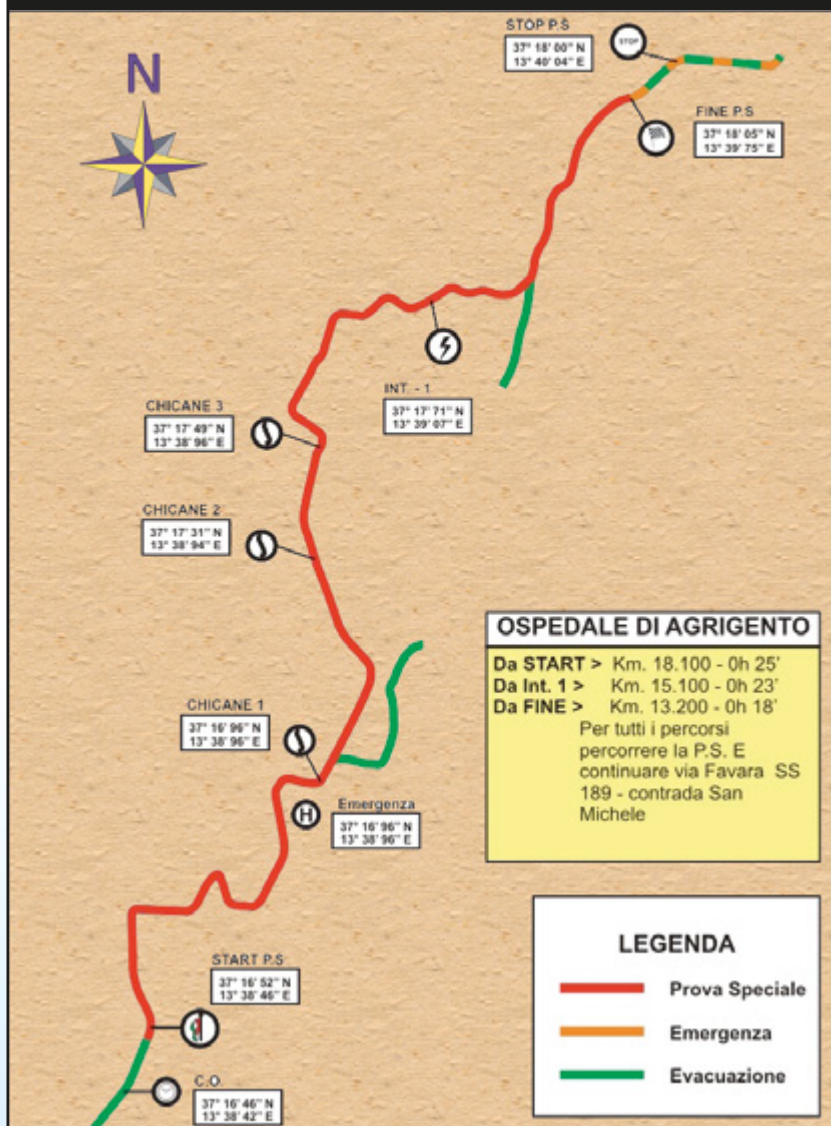 STOP P.S
37° 18' 00'' N
13° 40' 04'' E
STOP
N
FINE P.S
37° 18' 05'' N
13° 39' 75'' E
INT. - 1
37° 17' 71'' N
13° 39' 07'' E
CHICANE 3
37° 17' 49'' N
13° 38' 96'' E
CHICANE 2
37° 17' 31'' N
13° 38' 94'' E
OSPEDALE DI AGRIGENTO
Da START > Km. 18.100 - 0h 25'
Da Int. 1 > Km. 15.100 - 0h 23'
Da FINE > Km. 13.200 - 0h 18'
Per tutti i percorsi
percorrere la P.S. E
continuare via Favara SS
189 - contrada San
Michele
CHICANE 1
37° 16' 96'' N
13° 38' 96'' E
H
Emergenza
37° 16' 96'' N
13° 38' 96'' E
START P.S
37° 16' 52'' N
13° 38' 46'' E
C.O.
37° 16' 46'' N
13° 38' 42'' E
LEGENDA
Prova Speciale
Emergenza
Evacuazione